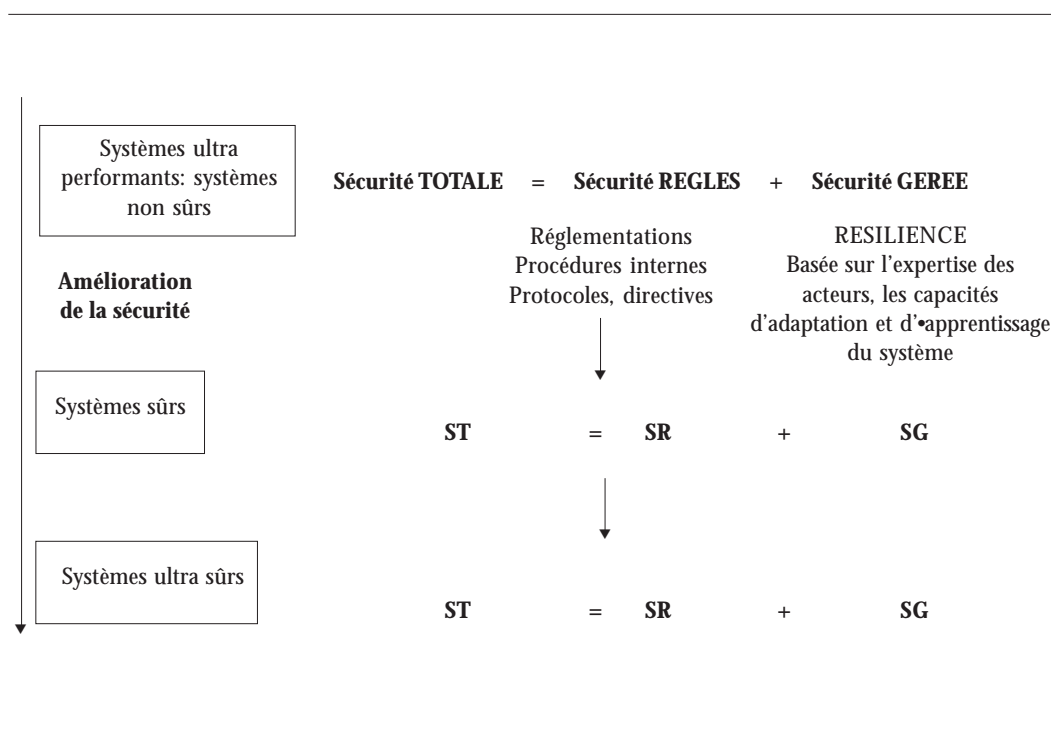 Systèmes ultra
performants: systèmes
non sûrs
Sécurité TOTALE = Sécurité REGLES + Sécurité GEREE
Réglementations
Procédures internes
Protocoles, directives
RESILIENCE
Basée sur l'expertise des
acteurs, les capacités
d'adaptation et d'•apprentissage
du système
Amélioration
de la sécurité
Systèmes sûrs
ST = SR + SG
Systèmes ultra sûrs
ST = SR + SG